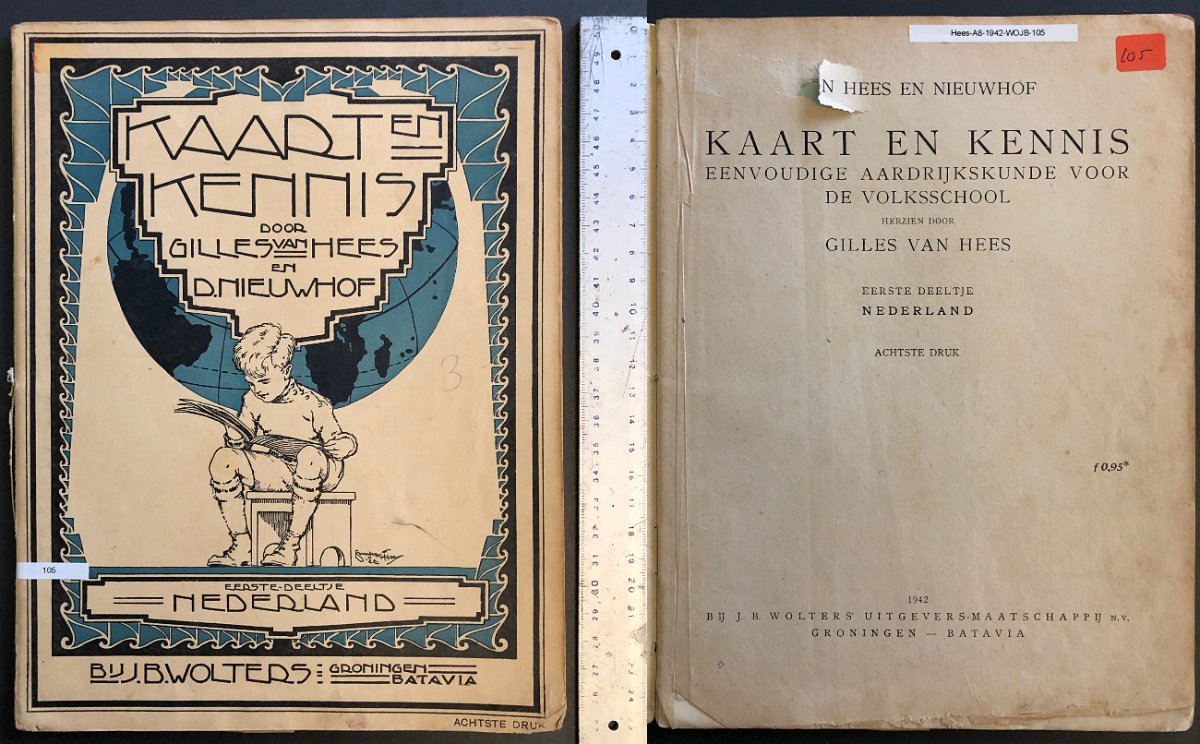 KAART EN
KENNIS
DOOR
GILLES VAN HEES
EN
D. NIEUWHOF
3
22
105
EERSTE-DEELTJE
NEDERLAND
BIJ J.B. WOLTERS: GRONINGEN
BATAVIA
ACHTSTE DRUK
Hees-A8-1942-WOJB-105
105
N HEES EN NIEUWHOF
KAART EN KENNIS
EENVOUDIGE AARDRIJKSKUNDE VOOR
DE VOLKSSCHOOL
HERZIEN DOOR
GILLES VAN HEES
EERSTE DEELTJE
NEDERLAND
ACHTSTE DRUK
f 0,95*
1942
BIJ J. B. WOLTERS' UITGEVERS-MAATSCHAPPIJ N.V.
GRONINGEN — BATAVIA